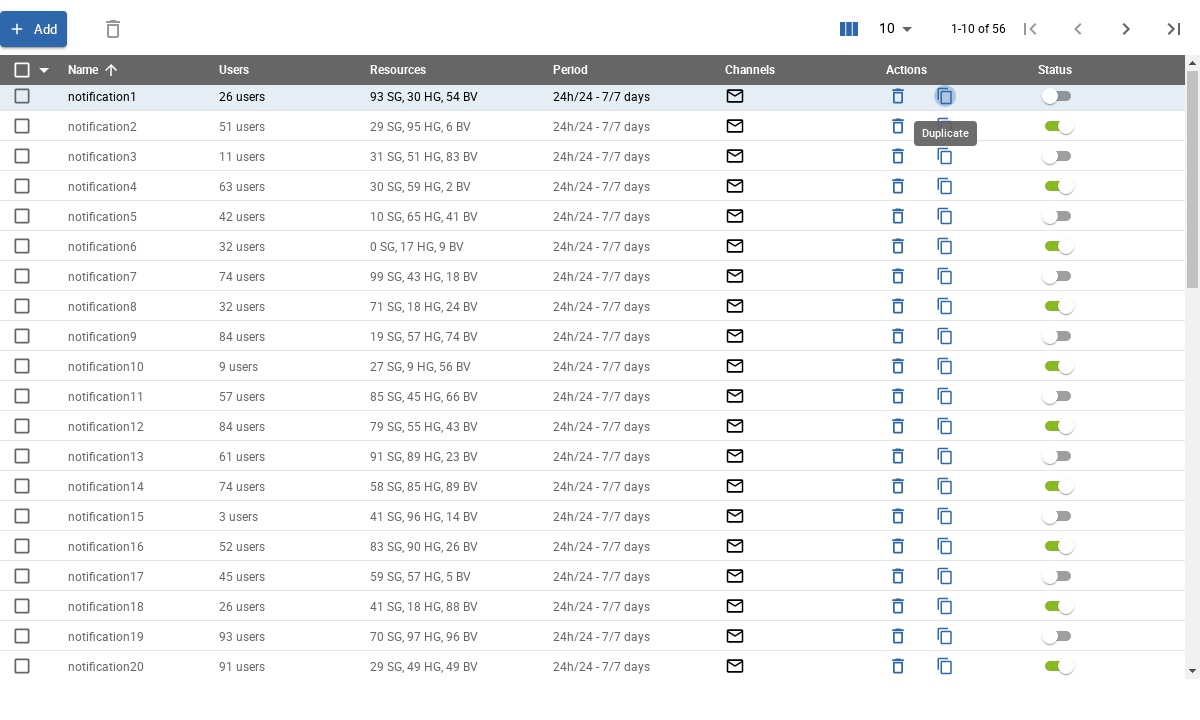 Add 10 1-10 of 56
Name Users Resources Period Channels Actions Status
notification1 26 users 93 SG, 30 HG, 54 BV 24h/24 - 7/7 days
notification2 51 users 29 SG, 95 HG, 6 BV 24h/24 - 7/7 days
Duplicate
notification3 11 users 31 SG, 51 HG, 83 BV 24h/24 - 7/7 days
notification4 63 users 30 SG, 59 HG, 2 BV 24h/24 - 7/7 days
notification5 42 users 10 SG, 65 HG, 41 BV 24h/24 - 7/7 days
notification6 32 users 0 SG, 17 HG, 9 BV 24h/24 - 7/7 days
notification7 74 users 99 SG, 43 HG, 18 BV 24h/24 - 7/7 days
notification8 32 users 71 SG, 18 HG, 24 BV 24h/24 - 7/7 days
notification9 84 users 19 SG, 57 HG, 74 BV 24h/24 - 7/7 days
notification10 9 users 27 SG, 9 HG, 56 BV 24h/24 - 7/7 days
notification11 57 users 85 SG, 45 HG, 66 BV 24h/24 - 7/7 days
notification12 84 users 79 SG, 55 HG, 43 BV 24h/24 - 7/7 days
notification13 61 users 91 SG, 89 HG, 23 BV 24h/24 - 7/7 days
notification14 74 users 58 SG, 85 HG, 89 BV 24h/24 - 7/7 days
notification15 3 users 41 SG, 96 HG, 14 BV 24h/24 - 7/7 days
notification16 52 users 83 SG, 90 HG, 26 BV 24h/24 - 7/7 days
notification17 45 users 59 SG, 57 HG, 5 BV 24h/24 - 7/7 days
notification18 26 users 41 SG, 18 HG, 88 BV 24h/24 - 7/7 days
notification19 93 users 70 SG, 97 HG, 96 BV 24h/24 - 7/7 days
notification20 91 users 29 SG, 49 HG, 49 BV 24h/24 - 7/7 days